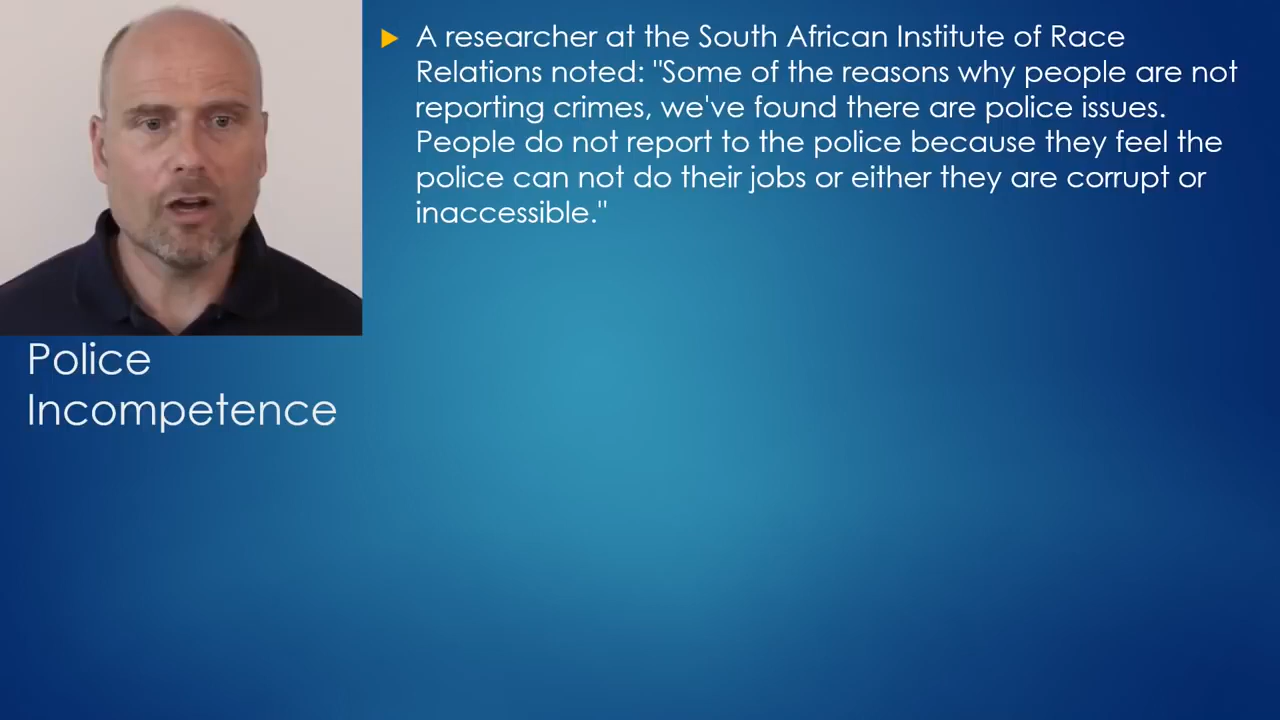 A researcher at the South African Institute of Race
Relations noted: "Some of the reasons why people are not
reporting crimes, we've found there are police issues.
People do not report to the police because they feel the
police can not do their jobs or either they are corrupt or
inaccessible."
Police
Incompetence